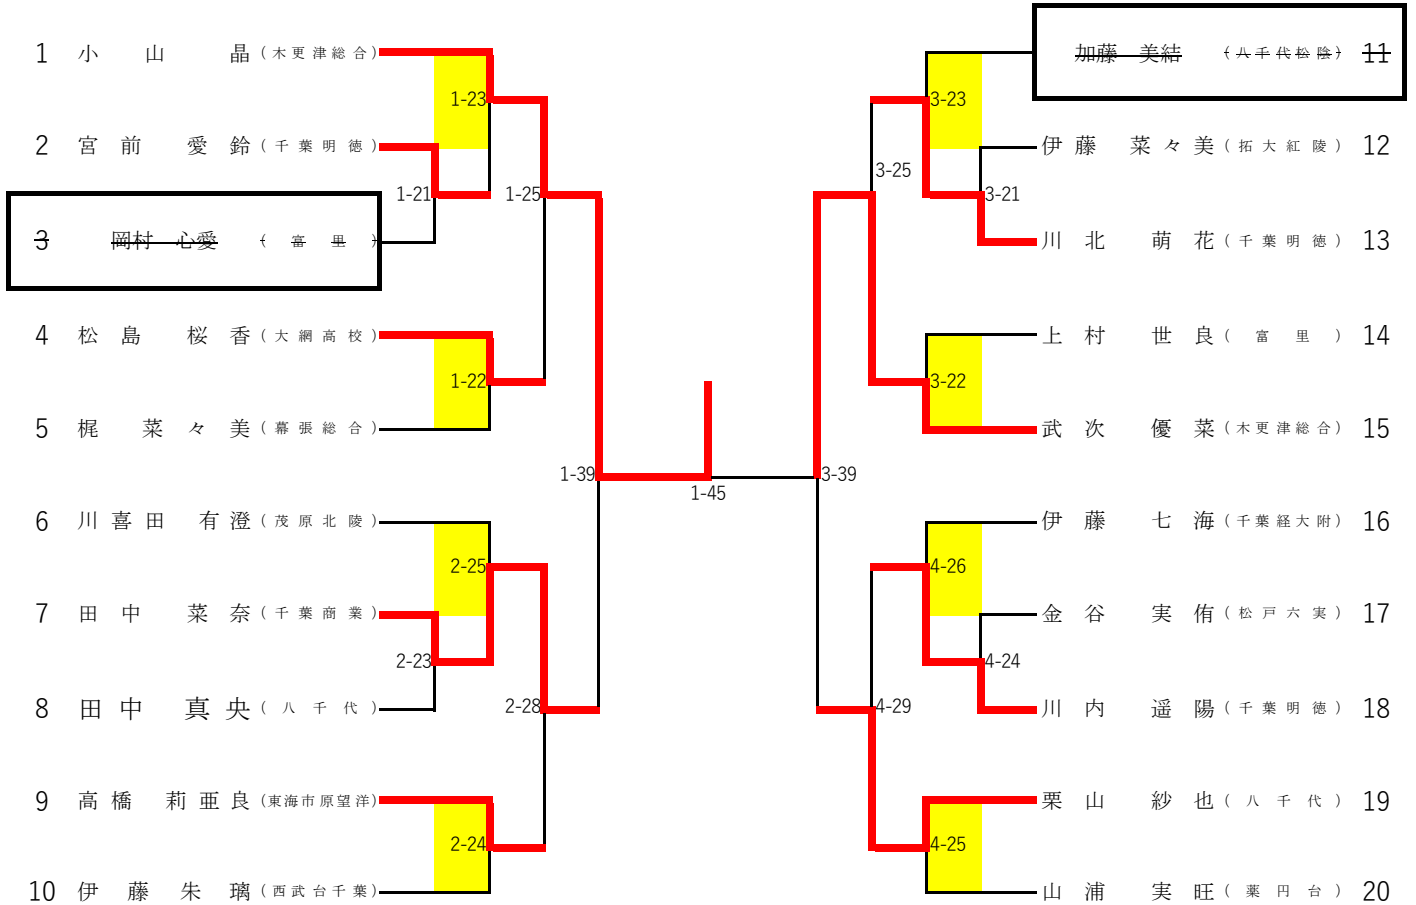 1 小山 晶 (木更津総合)
2 宮前 愛鈴 (千葉明徳)
3 岡村 心愛 (富里)
4 松島 桜香 (大網高校)
5 梶 菜々美 (幕張総合)
6 川喜田 有澄 (茂原北陵)
7 田中 菜奈 (千葉商業)
8 田中 真央 (八千代)
9 高橋 莉亜良 (東海市原望洋)
10 伊藤 朱璃 (西武台千葉)
1-23
1-21
1-25
1-22
1-39
2-25
2-23
2-28
2-24
1-45
3-23
3-25
3-21
3-22
3-39
4-26
4-24
4-29
4-25
加藤 美結 (八千代松陰) 11
伊藤 菜々美 (拓大紅陵) 12
川北 萌花 (千葉明徳) 13
上村 世良 (富里) 14
武次 優菜 (木更津総合) 15
伊藤 七海 (千葉経大附) 16
金谷 実侑 (松戸六実) 17
川内 遥陽 (千葉明徳) 18
栗山 紗也 (八千代) 19
山浦 実旺 (薬円台) 20